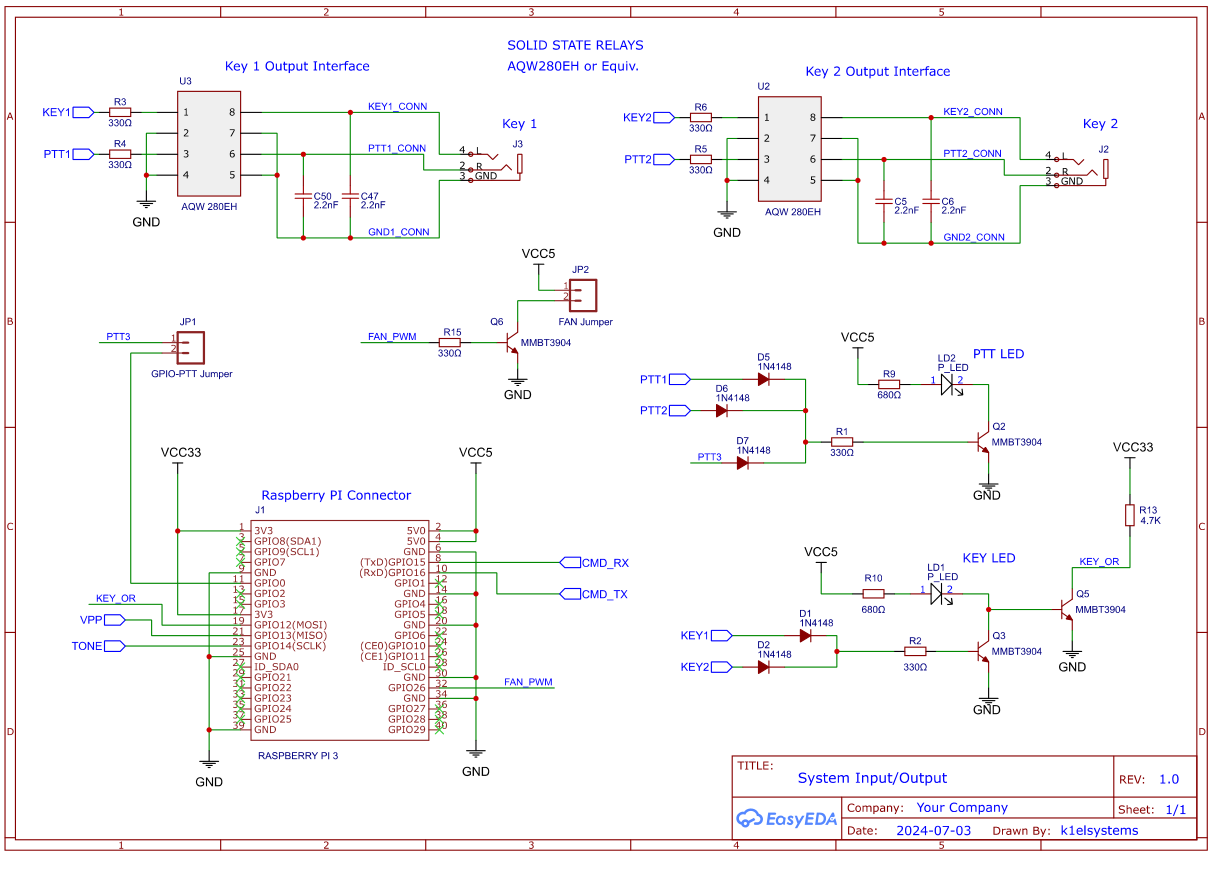 1 2 3 4 5
SOLID STATE RELAYS
AQW280EH or Equiv.
Key 1 Output Interface
U3
KEY1
R3
330Ω
PTT1
R4
330Ω
1 8
2 7
3 6
4 5
AQW 280EH
GND
KEY1_CONN
PTT1_CONN
GND1_CONN
C50
2.2nF
C47
2.2nF
Key 1
J3
4 L
2 R
3 GND
Key 2 Output Interface
U2
KEY2
R6
330Ω
PTT2
R5
330Ω
1 8
2 7
3 6
4 5
AQW 280EH
GND
KEY2_CONN
PTT2_CONN
GND2_CONN
C5
2.2nF
C6
2.2nF
Key 2
J2
4 L
2 R
3 GND
A A
B B
C C
D D
VCC5
JP2
1
2
FAN Jumper
Q6
MMBT3904
FAN_PWM
R15
330Ω
GND
PTT3
JP1
1
2
GPIO-PTT Jumper
VCC5
R9
680Ω
LD2
P_LED
1 2
PTT LED
PTT1
D5
1N4148
PTT2
D6
1N4148
PTT3
D7
1N4148
R1
330Ω
Q2
MMBT3904
GND
VCC33
VCC5
Raspberry PI Connector
J1
1 3V3 5V0 2
3 GPIO8(SDA1) 5V0 4
5 GPIO9(SCL1) GND 6
7 GPIO7 (TxD)GPIO15 8
9 GND (RxD)GPIO16 10
11 GPIO0 GPIO1 12
13 GPIO2 GND 14
15 GPIO3 GPIO4 16
17 3V3 GPIO5 18
19 GPIO12(MOSI) GND 20
21 GPIO13(MISO) GPIO6 22
23 GPIO14(SCLK) (CE0)GPIO10 24
25 GND (CE1)GPIO11 26
27 ID_SDA0 ID_SCL0 28
29 GPIO21 GND 30
31 GPIO22 GPIO26 32
33 GPIO23 GND 34
35 GPIO24 GPIO27 36
37 GPIO25 GPIO28 38
39 GND GPIO29 40
RASPBERRY PI 3
KEY_OR
VPP
TONE
CMD_RX
CMD_TX
FAN_PWM
GND
GND
VCC33
R13
4.7K
KEY_OR
Q5
MMBT3904
GND
VCC5
R10
680Ω
LD1
P_LED
1 2
KEY LED
KEY1
D1
1N4148
KEY2
D2
1N4148
R2
330Ω
Q3
MMBT3904
GND
TITLE:
System Input/Output
REV: 1.0
EasyEDA
Company: Your Company
Sheet: 1/1
Date: 2024-07-03 Drawn By: k1elsystems
1 2 3 4 5